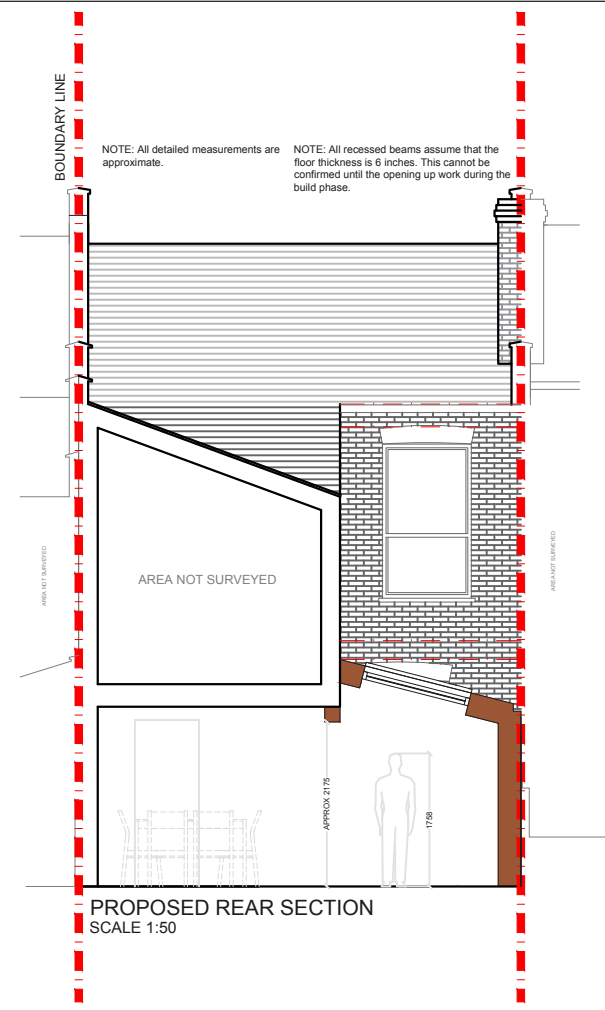 BOUNDARY LINE
NOTE: All detailed measurements are
approximate.
NOTE: All recessed beams assume that the
floor thickness is 6 inches. This cannot be
confirmed until the opening up work during the
build phase.
AREA NOT SURVEYED
AREA NOT SURVEYED
AREA NOT SURVEYED
APPROX 2175
1758
PROPOSED REAR SECTION
SCALE 1:50